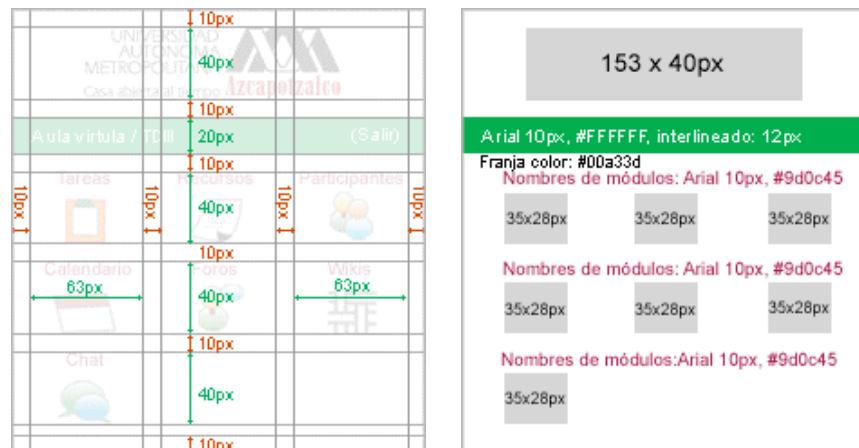 10px
UNIVERSIDAD
AUTONOMA
METROPOLITANA
40px
Casa abierta al tiempo Azcapotzalco
10px
Aula virtula / TDIII 20px (Salir)
10px
Tareas Recursos Participantes
10px 10px 40px 10px 10px
10px
Calendario Foros Wikis
63px 40px 63px
10px
Chat
40px
10px
153 x 40px
Arial 10px, #FFFFFF, interlineado: 12px
Franja color: #00a33d
Nombres de módulos: Arial 10px, #9d0c45
35x28px 35x28px 35x28px
Nombres de módulos: Arial 10px, #9d0c45
35x28px 35x28px 35x28px
Nombres de módulos:Arial 10px, #9d0c45
35x28px